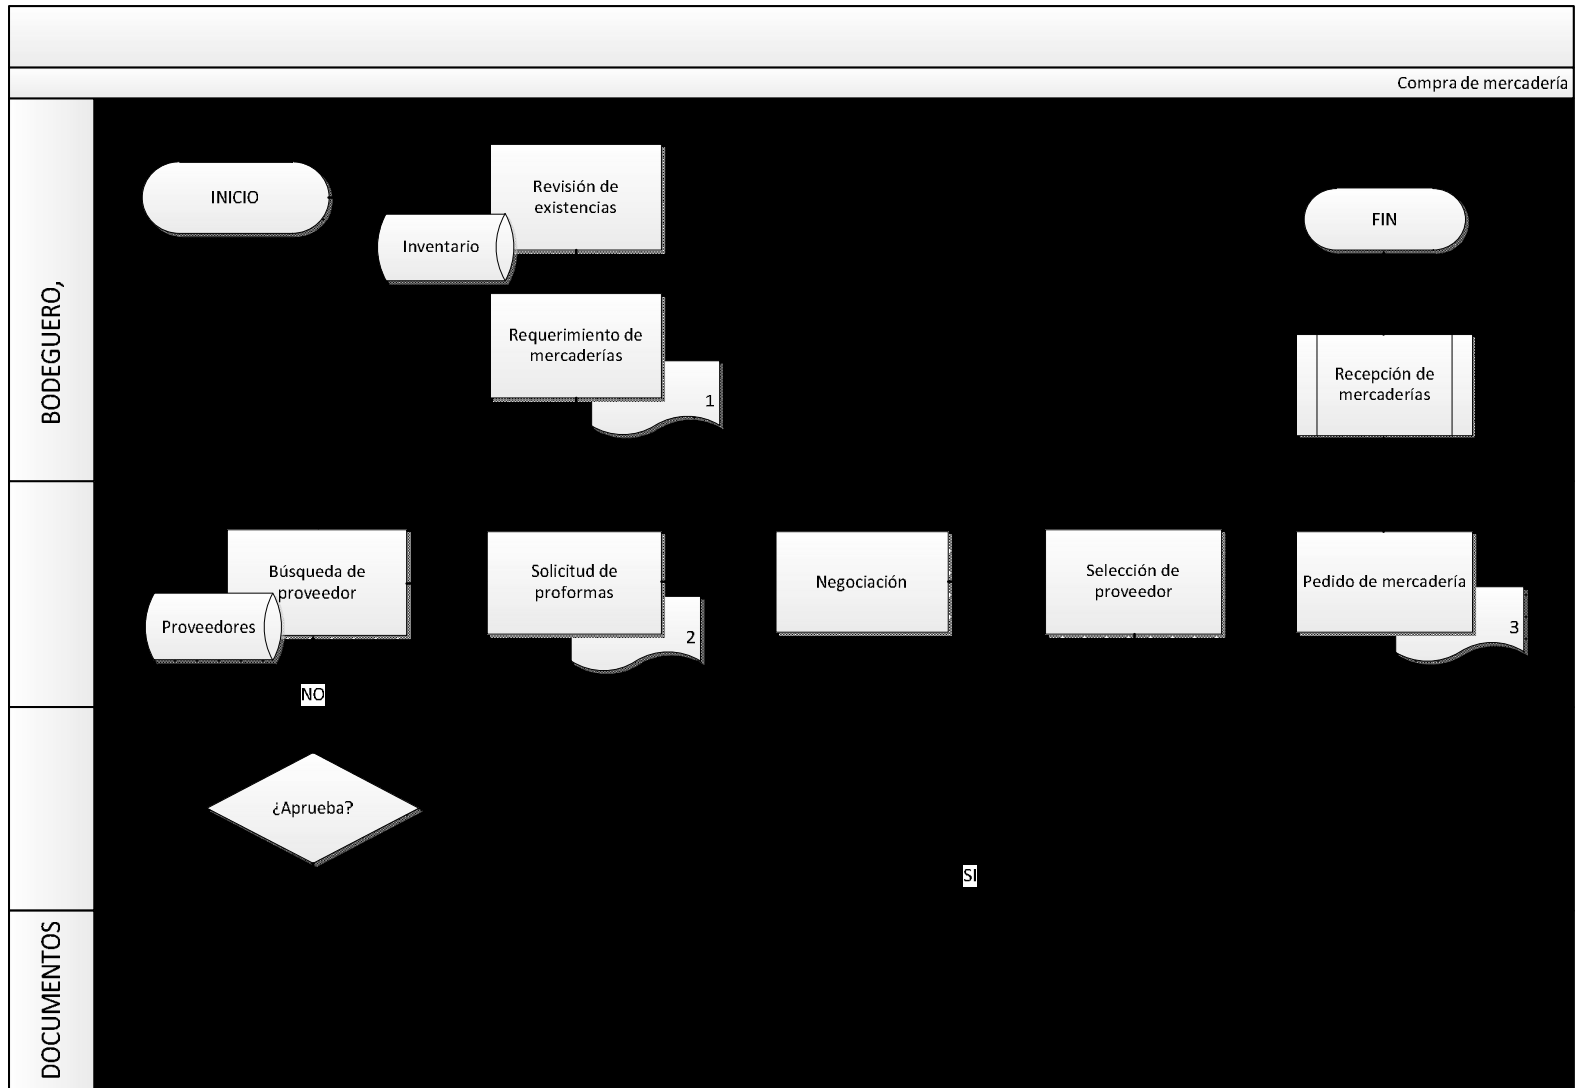 Compra de mercadería
BODEGUERO,
INICIO
Revisión de
existencias
Inventario
Requerimiento de
mercaderías
1
FIN
Recepción de
mercaderías
Búsqueda de
proveedor
Proveedores
Solicitud de
proformas
2
Negociación
Selección de
proveedor
Pedido de mercadería
3
NO
¿Aprueba?
SI
DOCUMENTOS